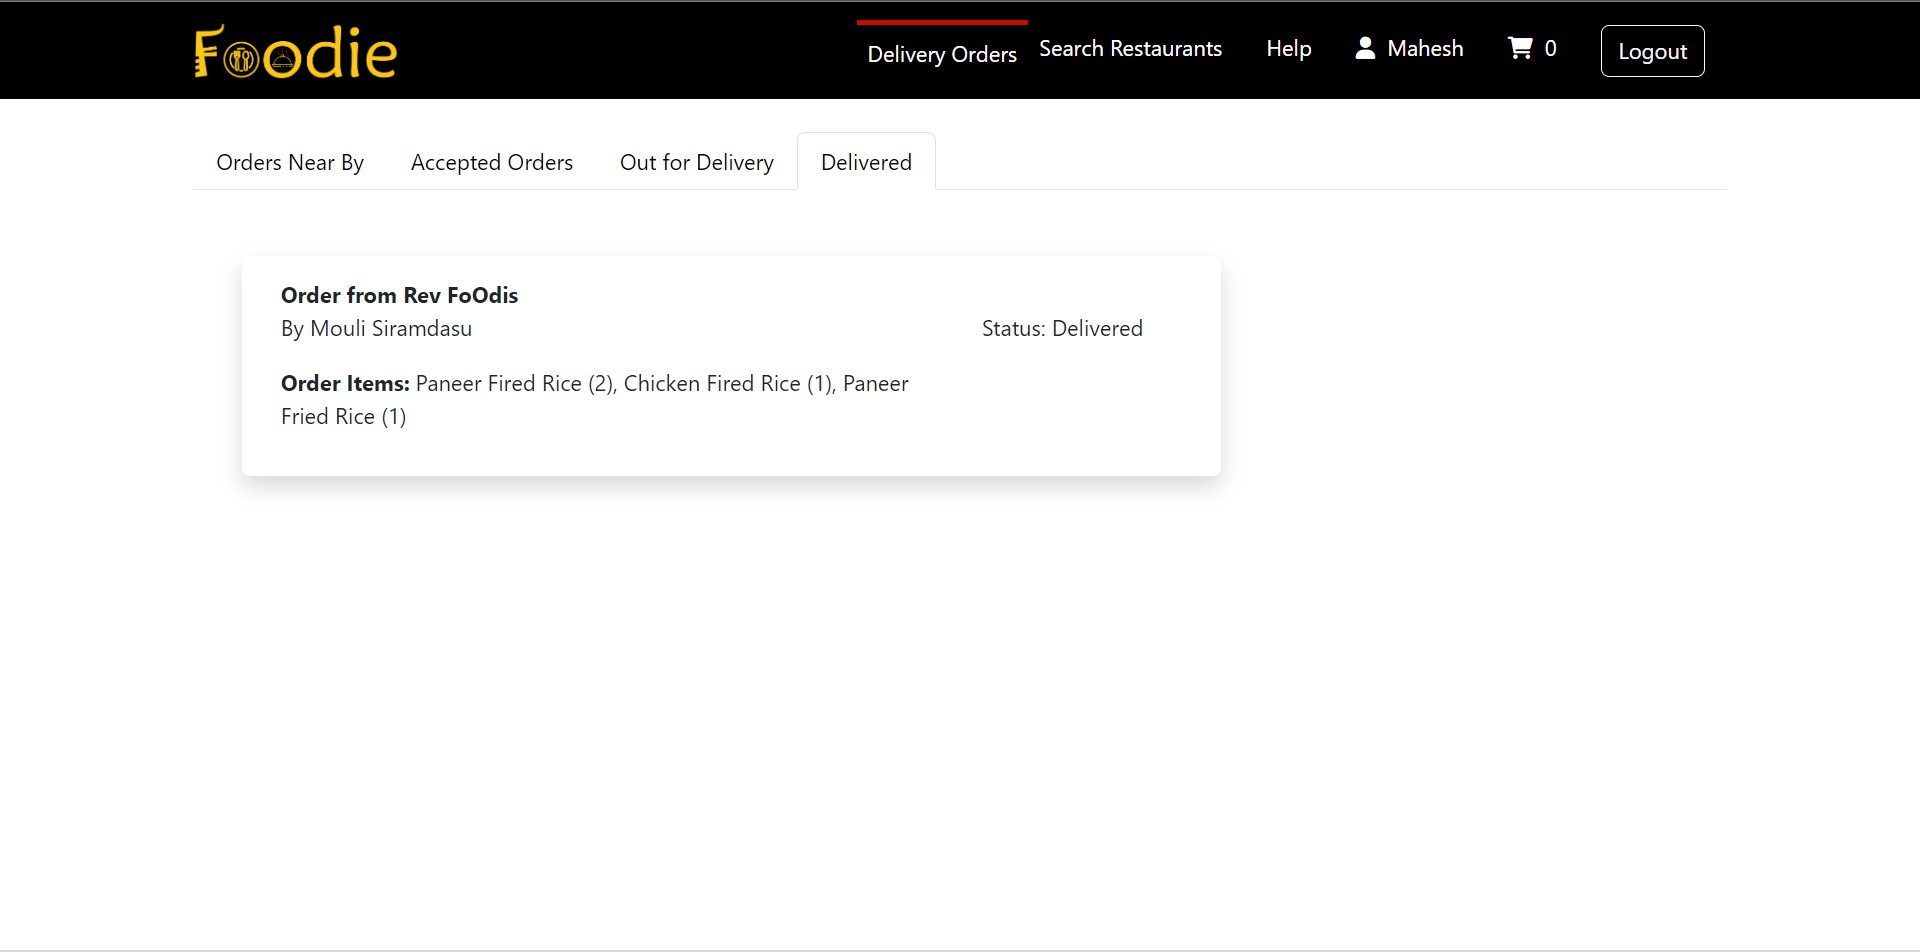 Foodie
Delivery Orders Search Restaurants Help Mahesh 0 Logout
Orders Near By Accepted Orders Out for Delivery Delivered
Order from Rev FoOdis
By Mouli Siramdasu Status: Delivered
Order Items: Paneer Fired Rice (2), Chicken Fired Rice (1), Paneer
Fried Rice (1)